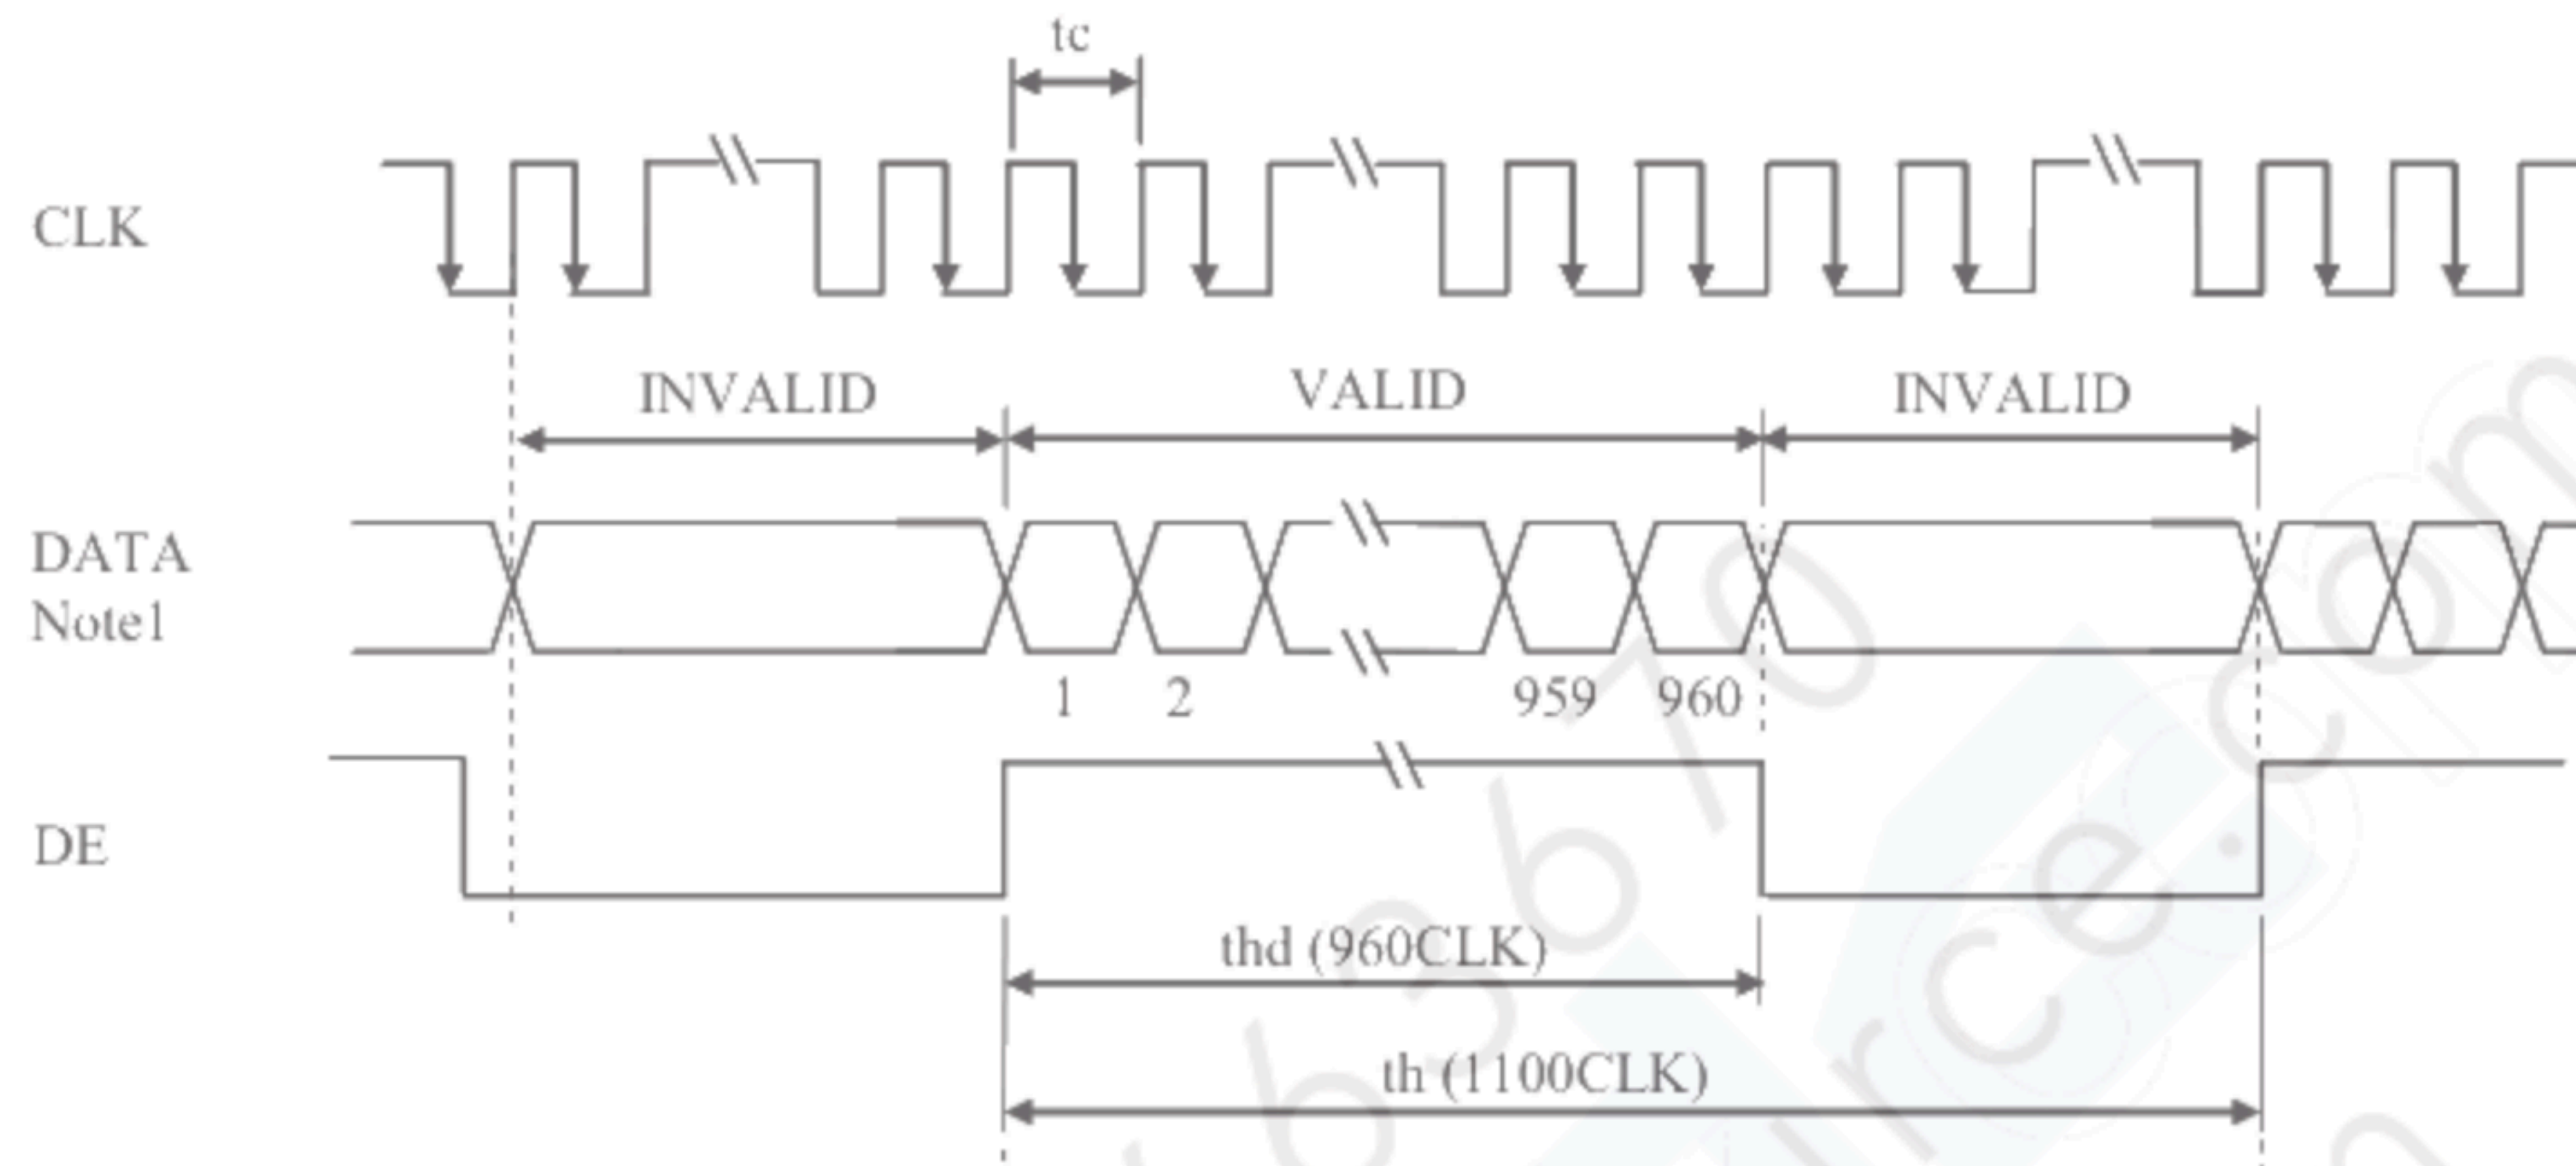 tc
CLK
INVALID VALID INVALID
DATA
Note1
1 2 959 960
DE
thd (960CLK)
th (1100CLK)